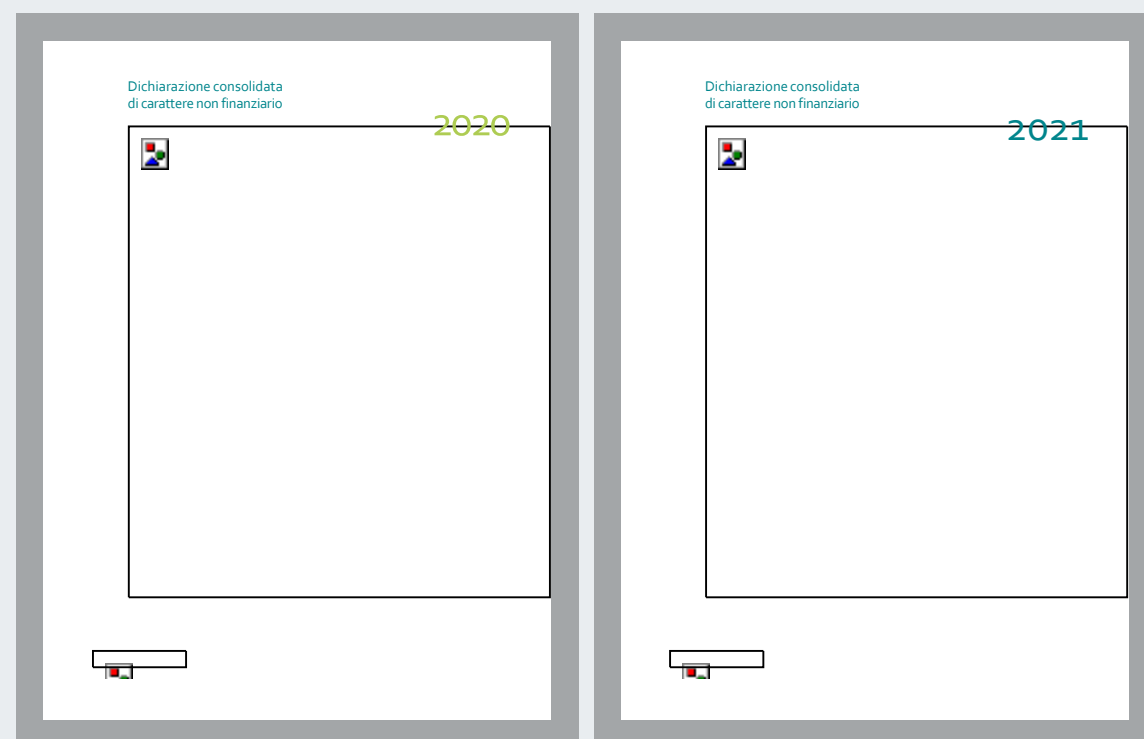 Dichiarazione consolidata
di carattere non finanziario
2020
Dichiarazione consolidata
di carattere non finanziario
2021